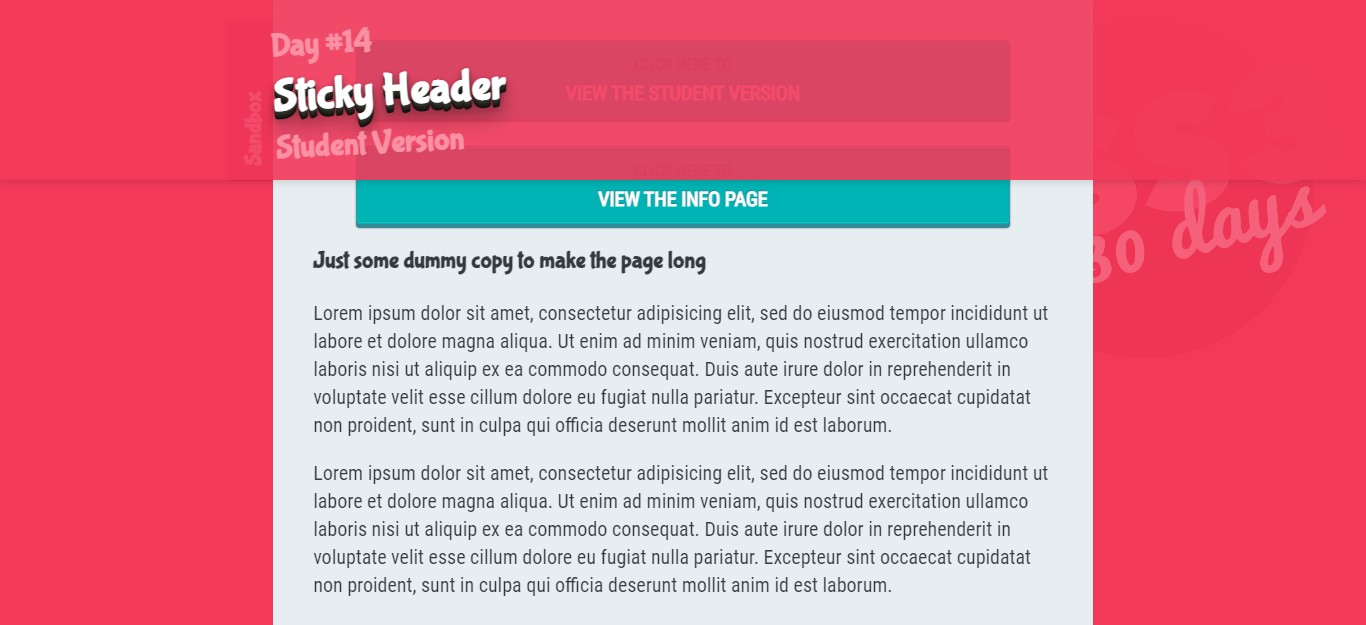 Day #14
Sticky Header
Student Version
Sandbox
CLICK HERE TO
VIEW THE STUDENT VERSION
CLICK HERE TO
VIEW THE INFO PAGE
SS3
30 days
Just some dummy copy to make the page long
Lorem ipsum dolor sit amet, consectetur adipisicing elit, sed do eiusmod tempor incididunt ut
labore et dolore magna aliqua. Ut enim ad minim veniam, quis nostrud exercitation ullamco
laboris nisi ut aliquip ex ea commodo consequat. Duis aute irure dolor in reprehenderit in
voluptate velit esse cillum dolore eu fugiat nulla pariatur. Excepteur sint occaecat cupidatat
non proident, sunt in culpa qui officia deserunt mollit anim id est laborum.
Lorem ipsum dolor sit amet, consectetur adipisicing elit, sed do eiusmod tempor incididunt ut
labore et dolore magna aliqua. Ut enim ad minim veniam, quis nostrud exercitation ullamco
laboris nisi ut aliquip ex ea commodo consequat. Duis aute irure dolor in reprehenderit in
voluptate velit esse cillum dolore eu fugiat nulla pariatur. Excepteur sint occaecat cupidatat
non proident, sunt in culpa qui officia deserunt mollit anim id est laborum.